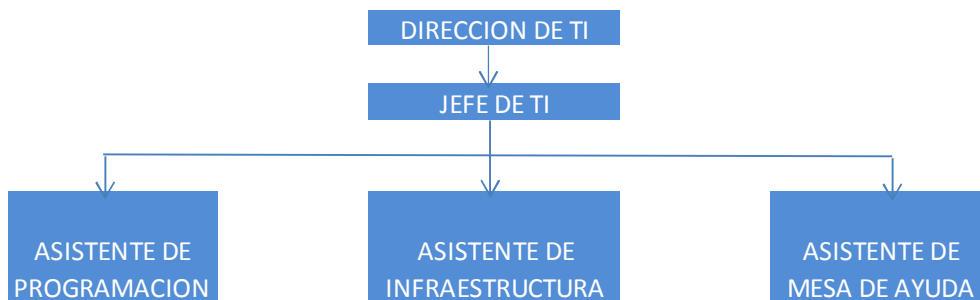 DIRECCION DE TI
JEFE DE TI
ASISTENTE DE
PROGRAMACION
ASISTENTE DE
INFRAESTRUCTURA
ASISTENTE DE
MESA DE AYUDA